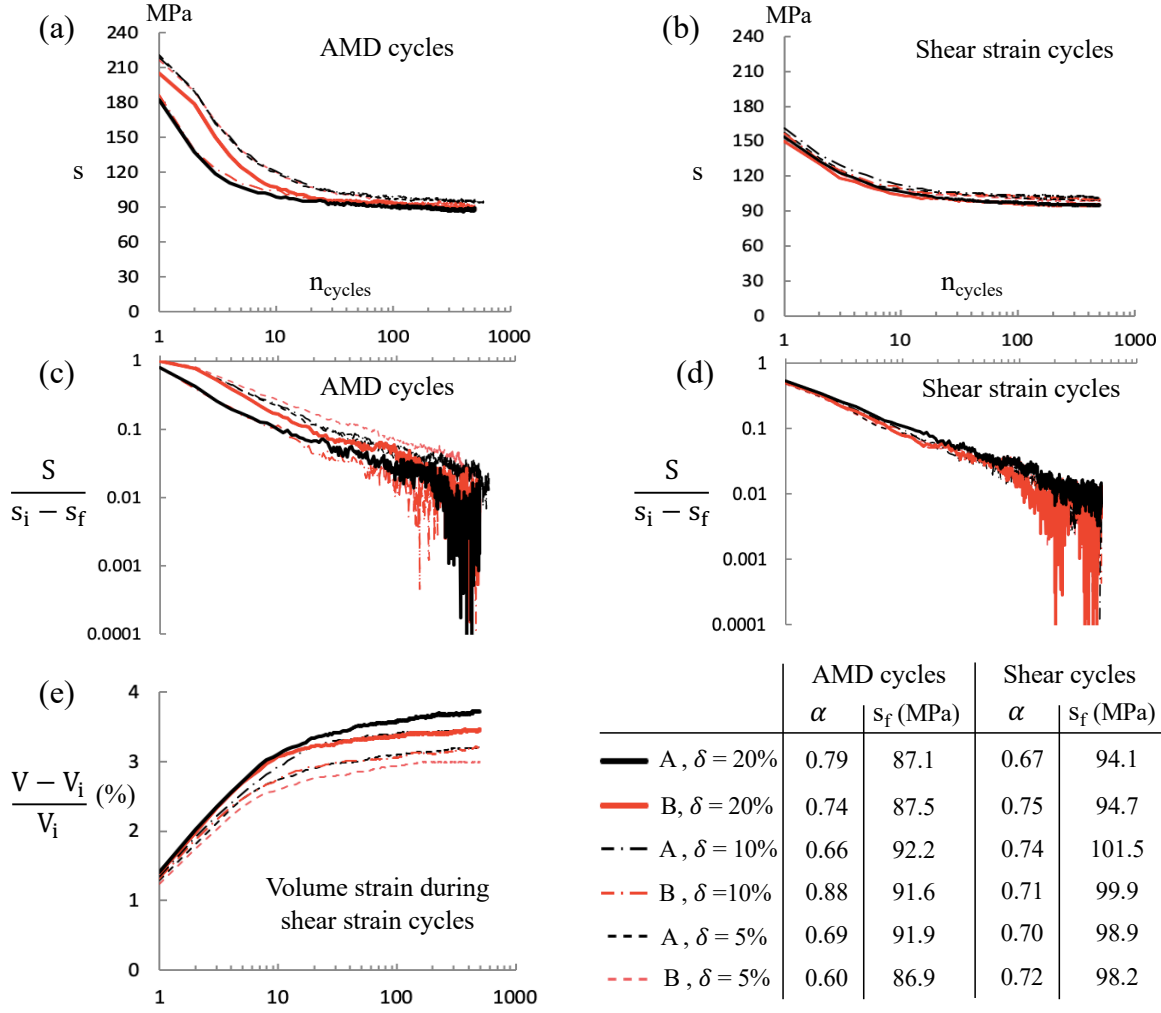 (a)
MPa
AMD cycles
240
210
180
150
120
90
60
30
0
s
n_cycles
1
10
100
1000
(b)
MPa
Shear strain cycles
240
210
180
150
120
90
60
30
0
s
n_cycles
1
10
100
1000
(c)
AMD cycles
1
0.1
0.01
0.001
0.0001
S
s_i − s_f
(d)
Shear strain cycles
1
0.1
0.01
0.001
0.0001
S
s_i − s_f
(e)
4
3
2
1
0
V − V_i
V_i
(%)
Volume strain during
shear strain cycles
1
10
100
1000
AMD cycles Shear cycles
α s_f (MPa) α s_f (MPa)
A , δ = 20% 0.79 87.1 0.67 94.1
B, δ = 20% 0.74 87.5 0.75 94.7
A , δ = 10% 0.66 92.2 0.74 101.5
B , δ =10% 0.88 91.6 0.71 99.9
A , δ = 5% 0.69 91.9 0.70 98.9
B , δ = 5% 0.60 86.9 0.72 98.2